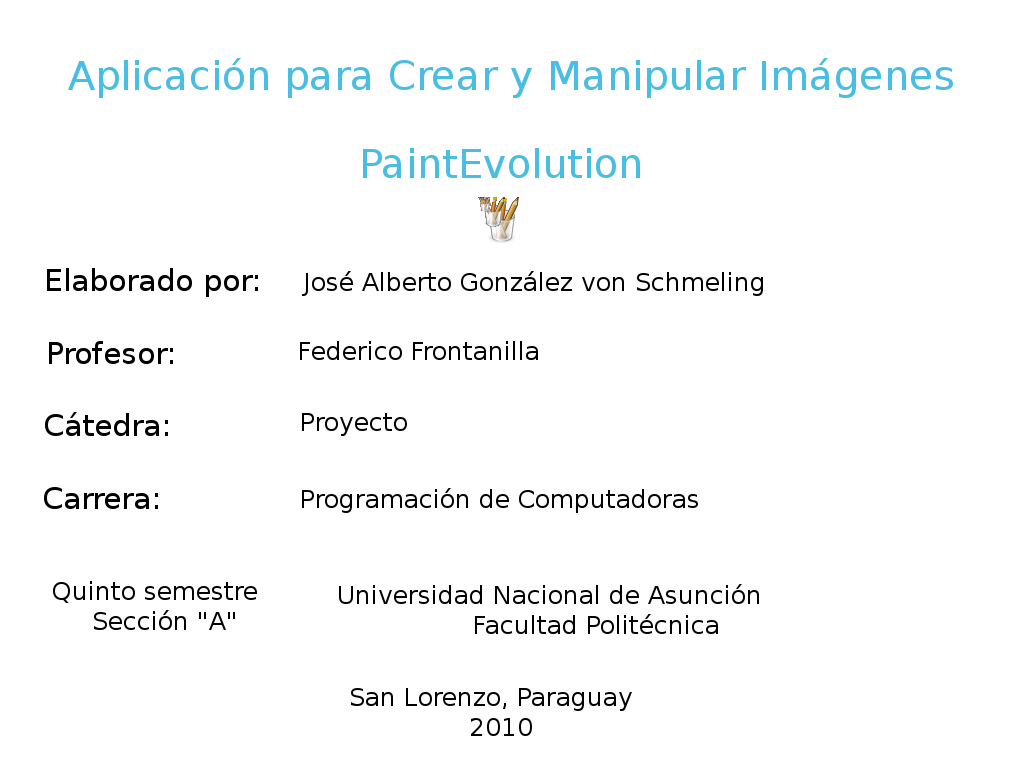 Aplicación para Crear y Manipular Imágenes
PaintEvolution
Elaborado por: José Alberto González von Schmeling
Profesor: Federico Frontanilla
Cátedra: Proyecto
Carrera: Programación de Computadoras
Quinto semestre
Sección "A"
Universidad Nacional de Asunción
Facultad Politécnica
San Lorenzo, Paraguay
2010